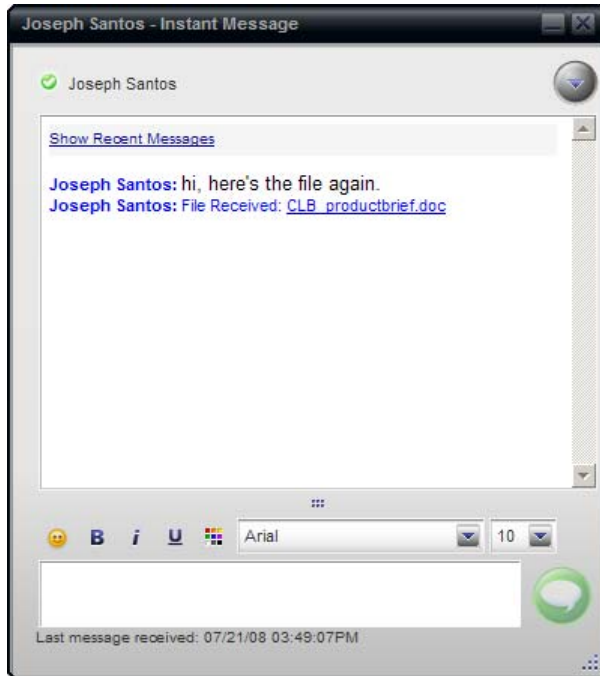 Joseph Santos - Instant Message
Joseph Santos
Show Recent Messages
Joseph Santos: hi, here's the file again.
Joseph Santos: File Received: CLB_productbrief.doc
B i U Arial 10
Last message received: 07/21/08 03:49:07PM